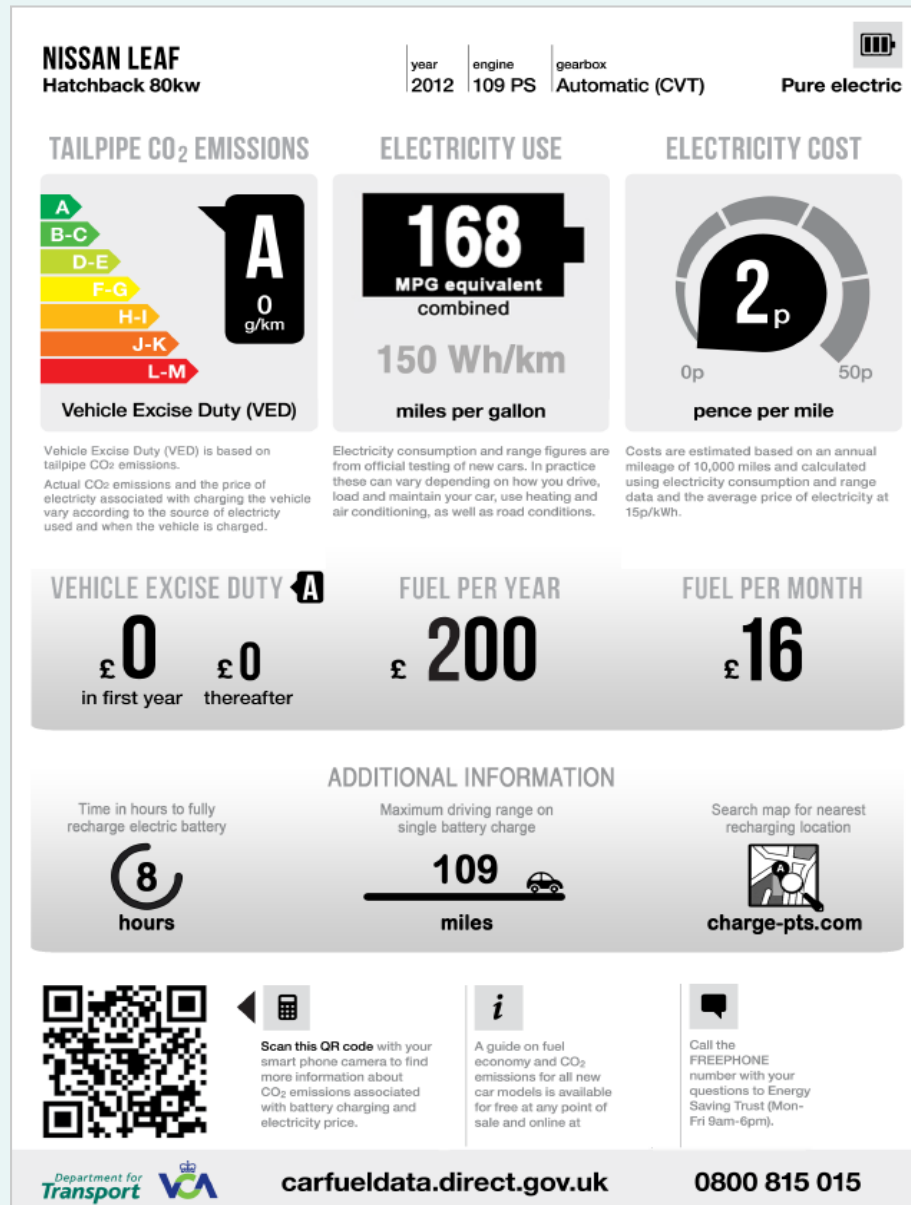 NISSAN LEAF
Hatchback 80kw
year
2012
engine
109 PS
gearbox
Automatic (CVT)
Pure electric
TAILPIPE CO2 EMISSIONS
A
B-C
D-E
F-G
H-I
J-K
L-M
A
0
g/km
Vehicle Excise Duty (VED)
Vehicle Excise Duty (VED) is based on
tailpipe CO2 emissions.
Actual CO2 emissions and the price of
electricity associated with charging the vehicle
vary according to the source of electricty
used and when the vehicle is charged.
ELECTRICITY USE
168
MPG equivalent
combined
150 Wh/km
miles per gallon
Electricity consumption and range figures are
from official testing of new cars. In practice
these can vary depending on how you drive,
load and maintain your car, use heating and
air conditioning, as well as road conditions.
ELECTRICITY COST
2p
0p
50p
pence per mile
Costs are estimated based on an annual
mileage of 10,000 miles and calculated
using electricity consumption and range
data and the average price of electricity at
15p/kWh.
VEHICLE EXCISE DUTY A
£0
in first year
£0
thereafter
FUEL PER YEAR
£ 200
FUEL PER MONTH
£16
ADDITIONAL INFORMATION
Time in hours to fully
recharge electric battery
8
hours
Maximum driving range on
single battery charge
109
miles
Search map for nearest
recharging location
A
charge-pts.com
Scan this QR code with your
smart phone camera to find
more information about
CO2 emissions associated
with battery charging and
electricity price.
i
A guide on fuel
economy and CO2
emissions for all new
car models is available
for free at any point of
sale and online at
Call the
FREEPHONE
number with your
questions to Energy
Saving Trust (Mon-
Fri 9am-6pm).
Department for
Transport
VCA
carfueldata.direct.gov.uk
0800 815 015